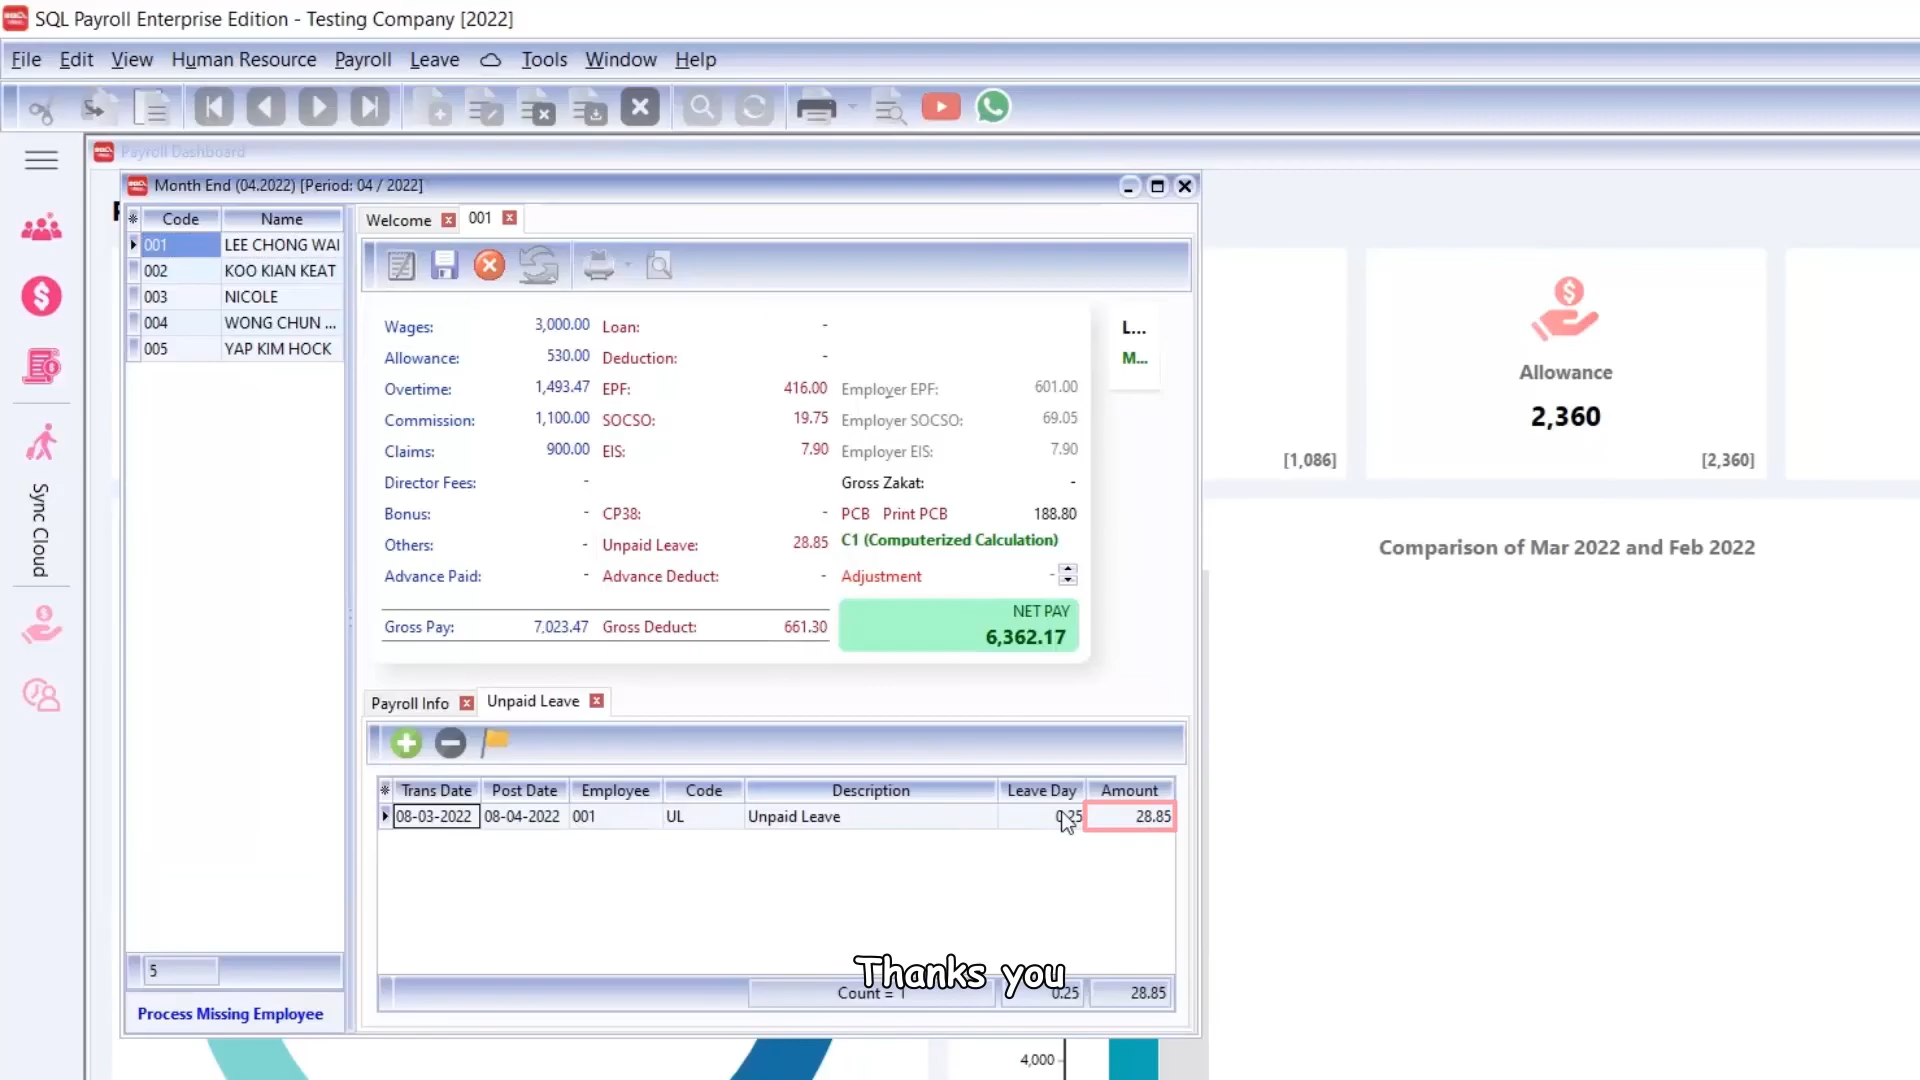 SQL Payroll Enterprise Edition - Testing Company [2022]
File Edit View Human Resource Payroll Leave Tools Window Help
Payroll Dashboard
Month End (04.2022) [Period: 04 / 2022]
Code Name
001 LEE CHONG WAI
002 KOO KIAN KEAT
003 NICOLE
004 WONG CHUN ...
005 YAP KIM HOCK
5
Process Missing Employee
Sync Cloud
Welcome 001
Wages: 3,000.00 Loan: -
Allowance: 530.00 Deduction: -
Overtime: 1,493.47 EPF: 416.00 Employer EPF: 601.00
Commission: 1,100.00 SOCSO: 19.75 Employer SOCSO: 69.05
Claims: 900.00 EIS: 7.90 Employer EIS: 7.90
Director Fees: - Gross Zakat: -
Bonus: - CP38: - PCB Print PCB 188.80
Others: - Unpaid Leave: 28.85 C1 (Computerized Calculation)
Advance Paid: - Advance Deduct: - Adjustment -
NET PAY
Gross Pay: 7,023.47 Gross Deduct: 661.30 6,362.17
L...
M...
Payroll Info Unpaid Leave
Trans Date Post Date Employee Code Description Leave Day Amount
08-03-2022 08-04-2022 001 UL Unpaid Leave 0.25 28.85
Thanks you
Count = 1 0.25 28.85
[1,086]
Allowance
2,360
[2,360]
Comparison of Mar 2022 and Feb 2022
4,000